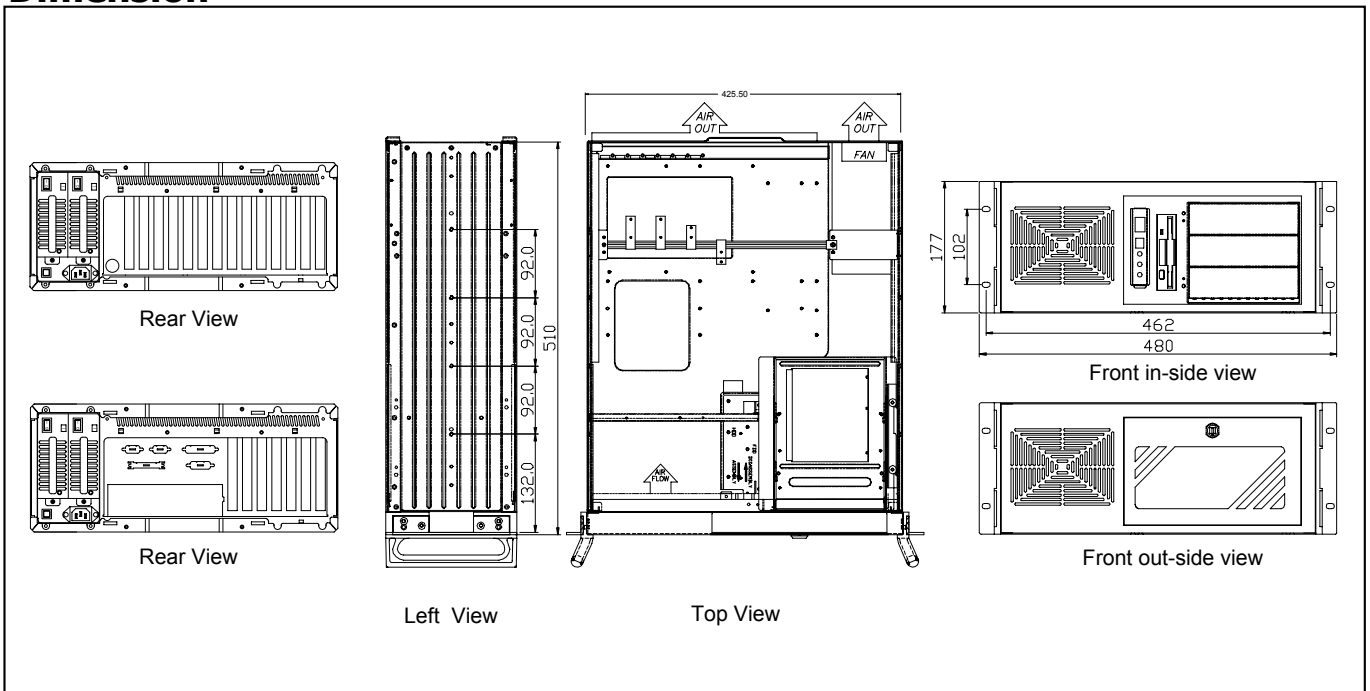 Dimension
425.50
AIR
OUT
AIR
OUT
FAN
177
102
462
480
Front in-side view
Rear View
92.0
92.0
92.0
132.0
510
HDD
AIR
FLOW
Rear View
Left View
Top View
Front out-side view